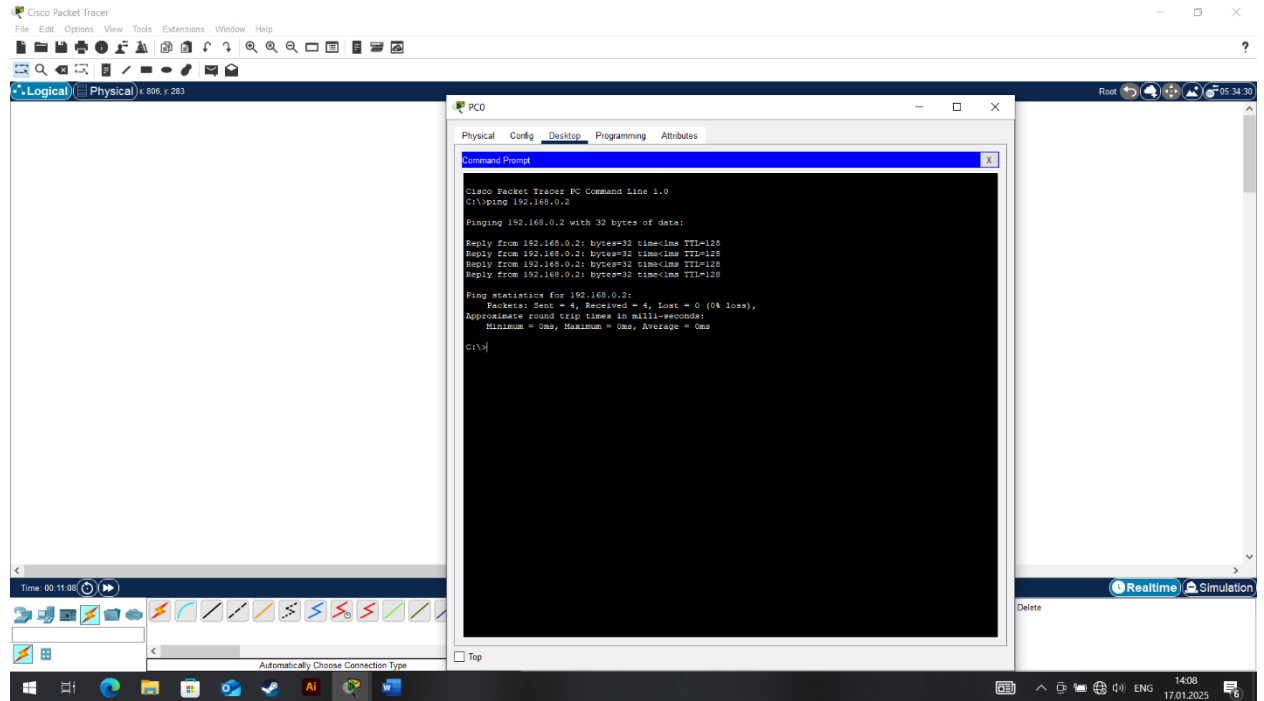 Cisco Packet Tracer
File Edit Options View Tools Extensions Window Help
?
Logical Physical x: 806, y: 283
Root 05:34:30
PC0
Physical Config Desktop Programming Attributes
Command Prompt
X
Cisco Packet Tracer PC Command Line 1.0
C:\>ping 192.168.0.2
Pinging 192.168.0.2 with 32 bytes of data:
Reply from 192.168.0.2: bytes=32 time<1ms TTL=128
Reply from 192.168.0.2: bytes=32 time<1ms TTL=128
Reply from 192.168.0.2: bytes=32 time<1ms TTL=128
Reply from 192.168.0.2: bytes=32 time<1ms TTL=128
Ping statistics for 192.168.0.2:
Packets: Sent = 4, Received = 4, Lost = 0 (0% loss),
Approximate round trip times in milli-seconds:
Minimum = 0ms, Maximum = 0ms, Average = 0ms
C:\>
Time: 00:11:08
Realtime Simulation
Delete
Automatically Choose Connection Type
Top
Ai
W
ENG
14:08
17.01.2025
6